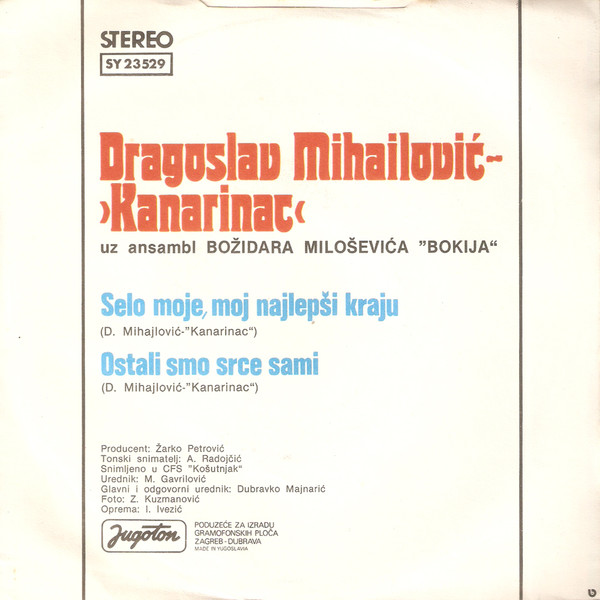 STEREO
SY 23529
Dragoslav Mihailović-
›Kanarinac‹
uz ansambl BOŽIDARA MILOŠEVIĆA ”BOKIJA“
Selo moje, moj najlepši kraju
(D. Mihajlović-”Kanarinac“)
Ostali smo srce sami
(D. Mihajlović-”Kanarinac“)
Producent: Žarko Petrović
Tonski snimatelj: A. Radojčić
Snimljeno u CFS ”Košutnjak“
Urednik: M. Gavrilović
Glavni i odgovorni urednik: Dubravko Majnarić
Foto: Z. Kuzmanović
Oprema: I. Ivezić
Jugoton
PODUZEĆE ZA IZRADU
GRAMOFONSKIH PLOČA
ZAGREB-DUBRAVA
MADE IN YUGOSLAVIA